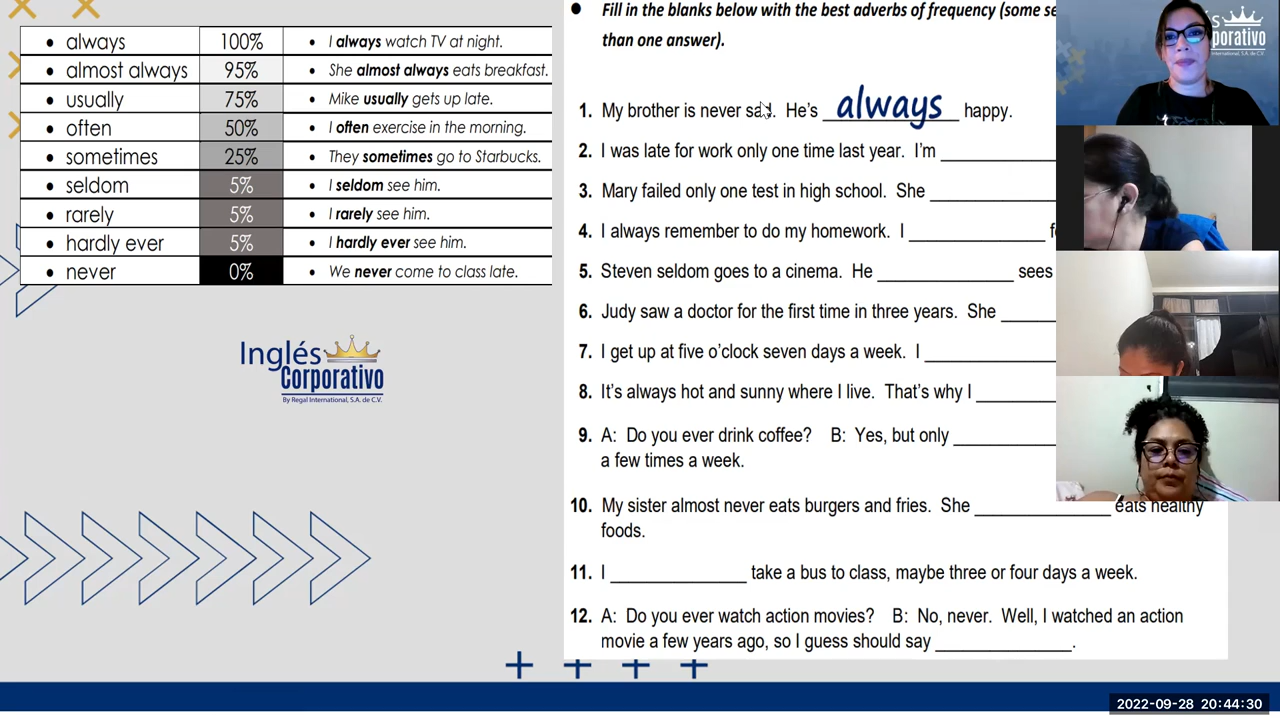 always 100% I always watch TV at night.
almost always 95% She almost always eats breakfast.
usually 75% Mike usually gets up late.
often 50% I often exercise in the morning.
sometimes 25% They sometimes go to Starbucks.
seldom 5% I seldom see him.
rarely 5% I rarely see him.
hardly ever 5% I hardly ever see him.
never 0% We never come to class late.
Inglés
Corporativo
By Regal International, S.A. de C.V.
Fill in the blanks below with the best adverbs of frequency (some se
than one answer).
1. My brother is never sad. He's always happy.
2. I was late for work only one time last year. I'm
3. Mary failed only one test in high school. She
4. I always remember to do my homework. I
5. Steven seldom goes to a cinema. He ______________ sees
6. Judy saw a doctor for the first time in three years. She
7. I get up at five o'clock seven days a week. I
8. It's always hot and sunny where I live. That's why I
9. A: Do you ever drink coffee? B: Yes, but only
a few times a week.
10. My sister almost never eats burgers and fries. She ______________ eats healthy
foods.
11. I ______________ take a bus to class, maybe three or four days a week.
12. A: Do you ever watch action movies? B: No, never. Well, I watched an action
movie a few years ago, so I guess should say ______________.
2022-09-28 20:44:30